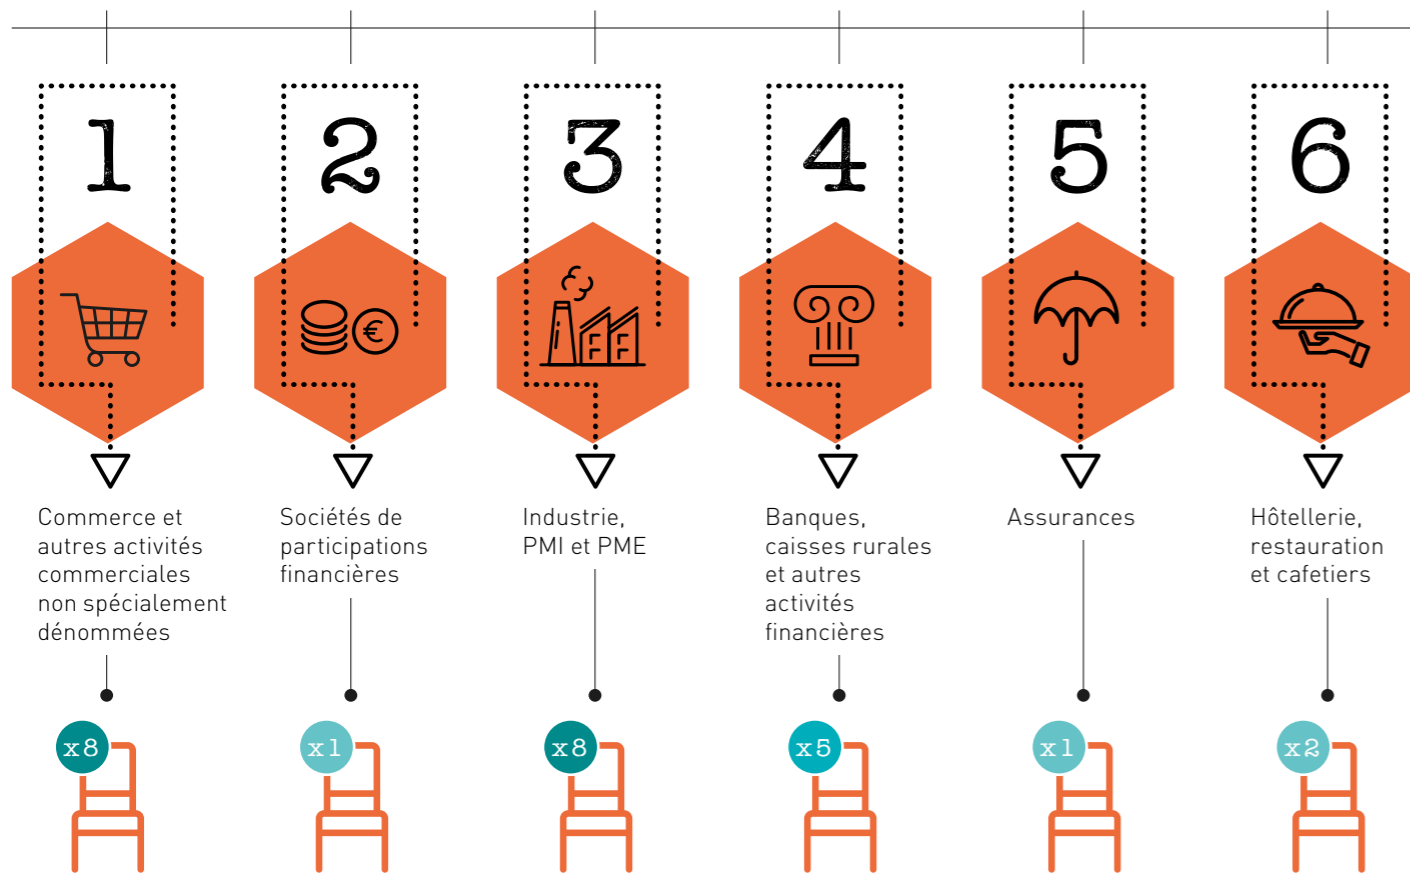 1
2
3
4
5
6
€
F F
Commerce et
autres activités
commerciales
non spécialement
dénommées
Sociétés de
participations
financières
Industrie,
PMI et PME
Banques,
caisses rurales
et autres
activités
financières
Assurances
Hôtellerie,
restauration
et cafetiers
x8
x1
x8
x5
x1
x2